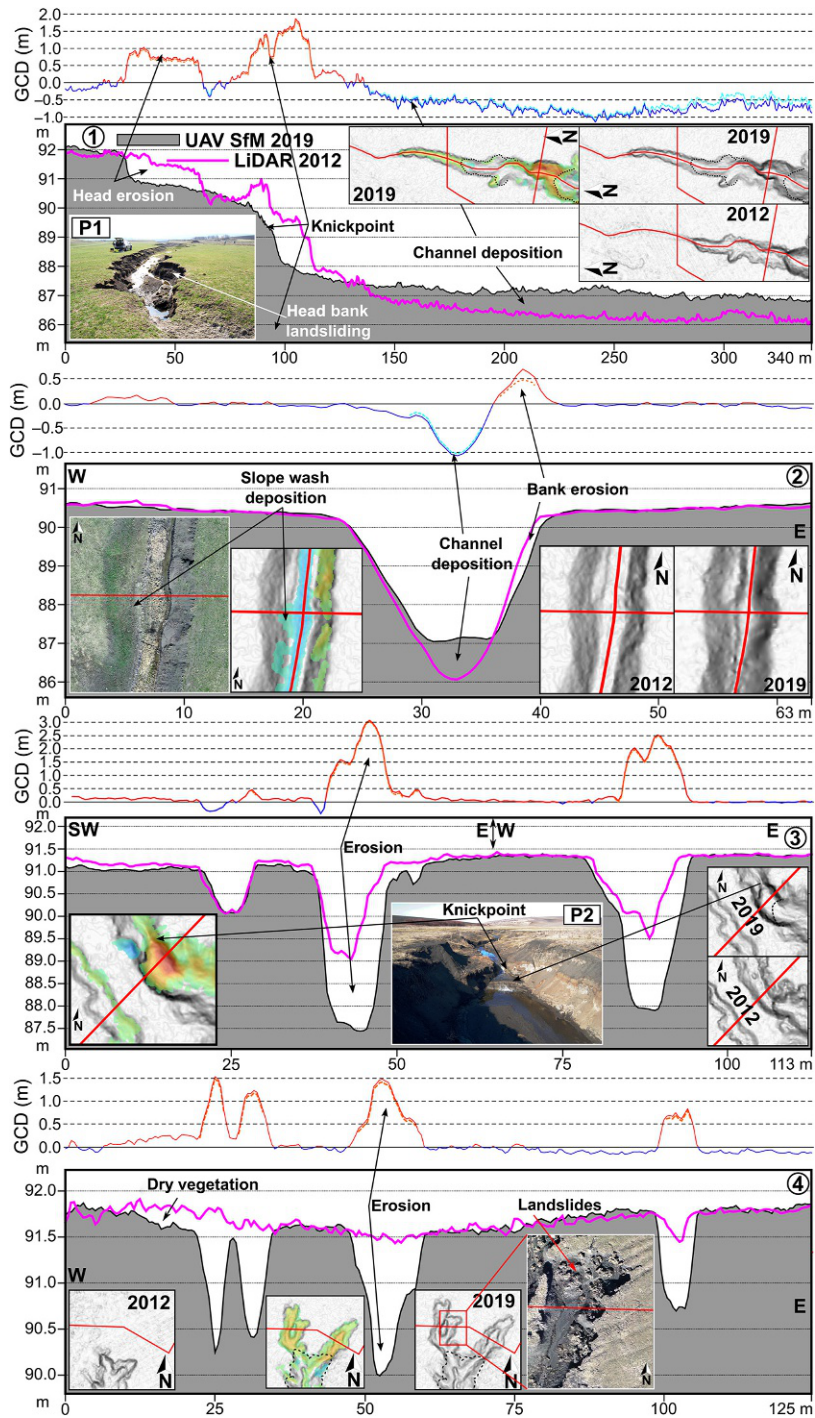 GCD (m)
2.0
1.5
1.0
0.5
0.0
−0.5
−1.0
m
1
UAV SfM 2019
LiDAR 2012
92
91
90
89
88
87
86
m
Head erosion
P1
Head bank
landsliding
Knickpoint
Channel deposition
2019
N
2019
N
2012
N
0 50 100 150 200 250 300 340 m
GCD (m)
0.5
0.0
−0.5
−1.0
m
W
2
91
90
89
88
87
86
m
Slope wash
deposition
Bank erosion
Channel
deposition
E
N
N
N
2012
N
2019
0 10 20 30 40 50 63 m
GCD (m)
3.0
2.5
2.0
1.5
1.0
0.5
0.0
m
SW
E W
E
3
92.0
91.5
91.0
90.5
90.0
89.5
89.0
88.5
88.0
87.5
m
Erosion
Knickpoint
P2
N
2019
N
2012
N
0 25 50 75 100 113 m
GCD (m)
1.5
1.0
0.5
0.0
m
4
92.0
91.5
91.0
90.5
90.0
m
Dry vegetation
Erosion
Landslides
W
E
2012
N
N
2019
N
N
0 25 50 75 100 125 m